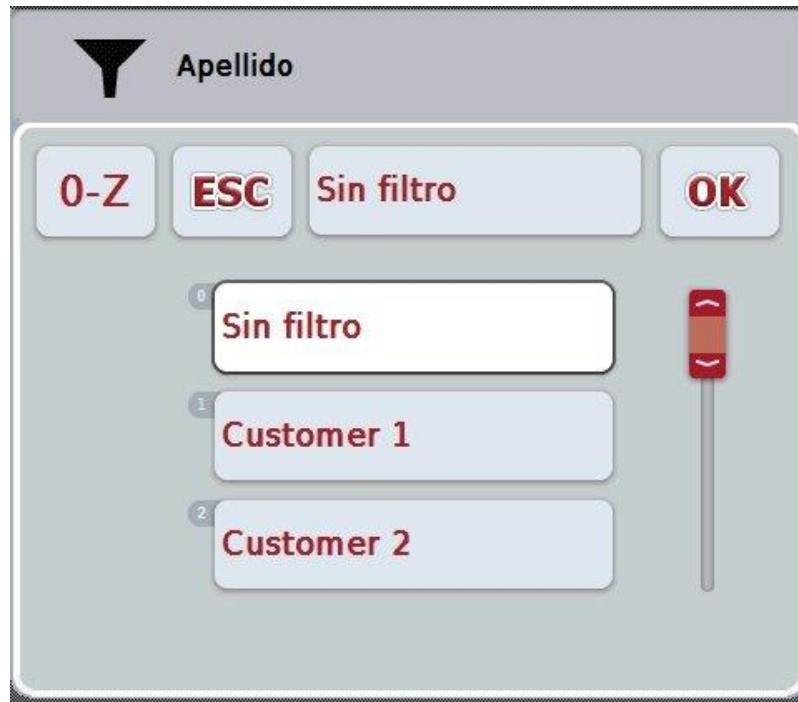 Apellido
0-Z ESC Sin filtro OK
0
Sin filtro
1
Customer 1
2
Customer 2